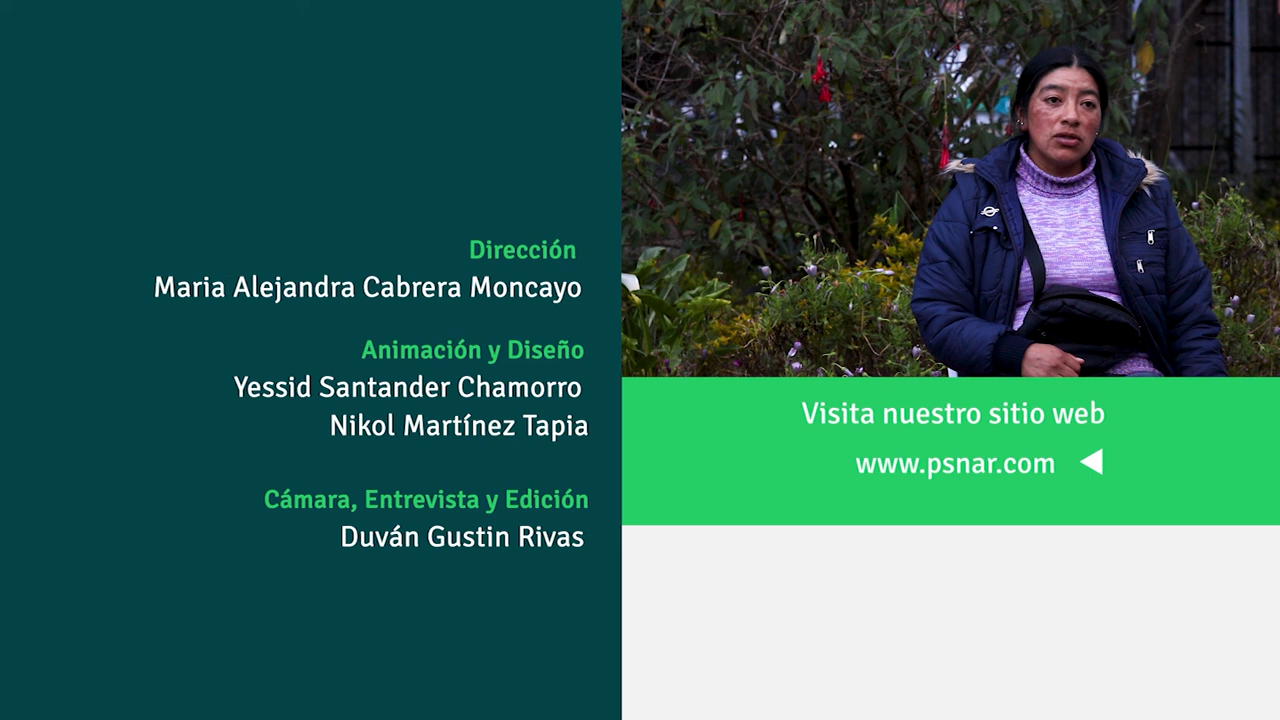 Dirección
Maria Alejandra Cabrera Moncayo
Animación y Diseño
Yessid Santander Chamorro
Nikol Martínez Tapia
Cámara, Entrevista y Edición
Duván Gustin Rivas
Visita nuestro sitio web
www.psnar.com